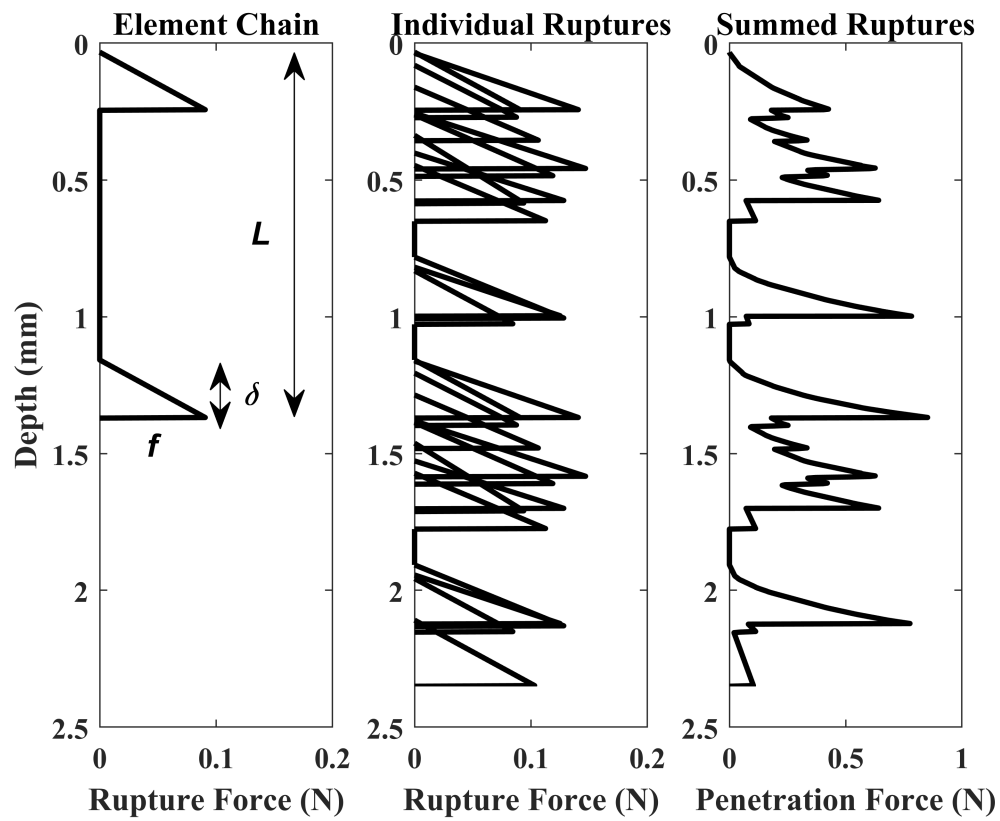 Element Chain
Individual Ruptures
Summed Ruptures
Depth (mm)
0
0.5
1
1.5
2
2.5
L
δ
f
0 0.1 0.2
Rupture Force (N)
0
0.5
1
1.5
2
2.5
0 0.1 0.2
Rupture Force (N)
0
0.5
1
1.5
2
2.5
0 0.5 1
Penetration Force (N)